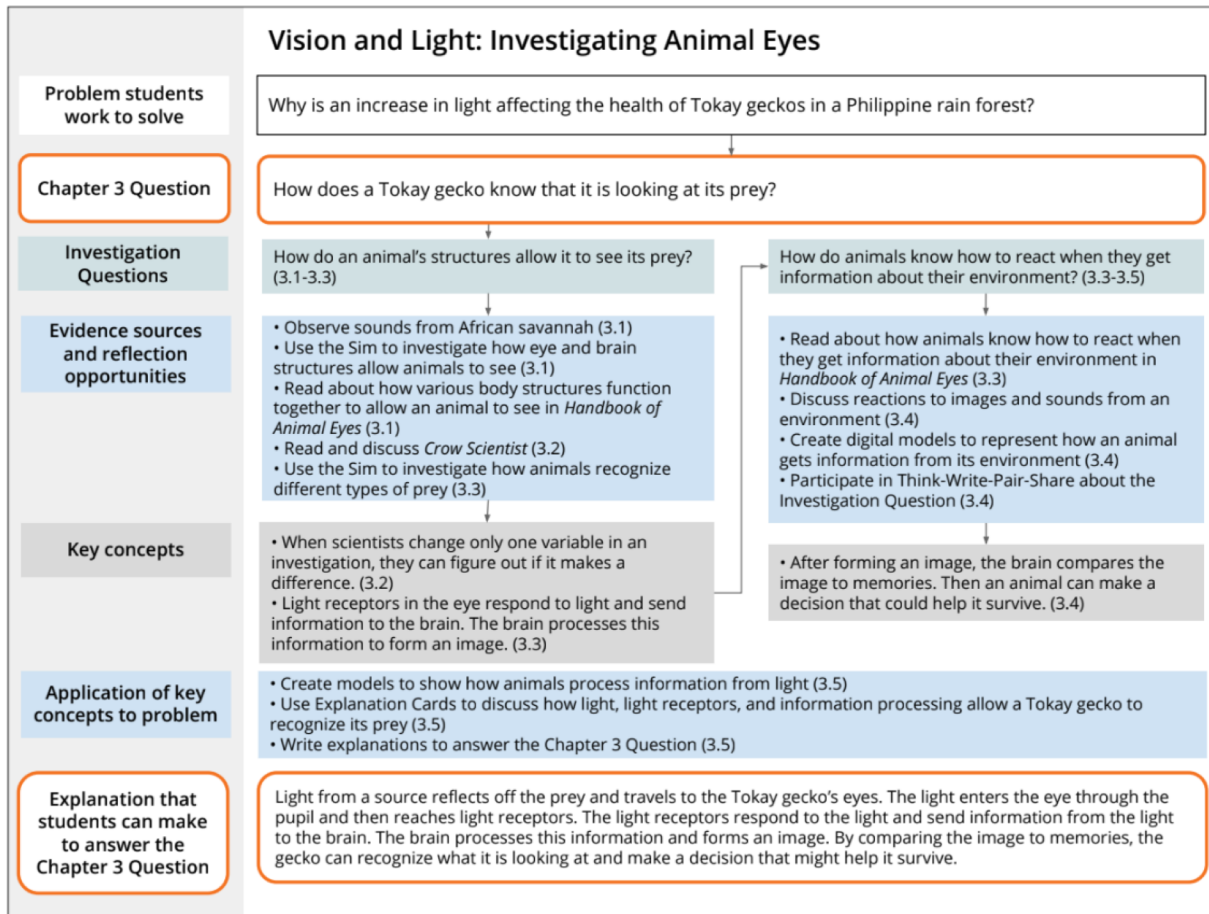 Vision and Light: Investigating Animal Eyes
Problem students
work to solve
Why is an increase in light affecting the health of Tokay geckos in a Philippine rain forest?
Chapter 3 Question
How does a Tokay gecko know that it is looking at its prey?
Investigation
Questions
How do an animal's structures allow it to see its prey?
(3.1-3.3)
How do animals know how to react when they get
information about their environment? (3.3-3.5)
Evidence sources
and reflection
opportunities
• Observe sounds from African savannah (3.1)
• Use the Sim to investigate how eye and brain
structures allow animals to see (3.1)
• Read about how various body structures function
together to allow an animal to see in Handbook of
Animal Eyes (3.1)
• Read and discuss Crow Scientist (3.2)
• Use the Sim to investigate how animals recognize
different types of prey (3.3)
• Read about how animals know how to react when
they get information about their environment in
Handbook of Animal Eyes (3.3)
• Discuss reactions to images and sounds from an
environment (3.4)
• Create digital models to represent how an animal
gets information from its environment (3.4)
• Participate in Think-Write-Pair-Share about the
Investigation Question (3.4)
Key concepts
• When scientists change only one variable in an
investigation, they can figure out if it makes a
difference. (3.2)
• Light receptors in the eye respond to light and send
information to the brain. The brain processes this
information to form an image. (3.3)
• After forming an image, the brain compares the
image to memories. Then an animal can make a
decision that could help it survive. (3.4)
Application of key
concepts to problem
• Create models to show how animals process information from light (3.5)
• Use Explanation Cards to discuss how light, light receptors, and information processing allow a Tokay gecko to
recognize its prey (3.5)
• Write explanations to answer the Chapter 3 Question (3.5)
Explanation that
students can make
to answer the
Chapter 3 Question
Light from a source reflects off the prey and travels to the Tokay gecko's eyes. The light enters the eye through the
pupil and then reaches light receptors. The light receptors respond to the light and send information from the light
to the brain. The brain processes this information and forms an image. By comparing the image to memories, the
gecko can recognize what it is looking at and make a decision that might help it survive.